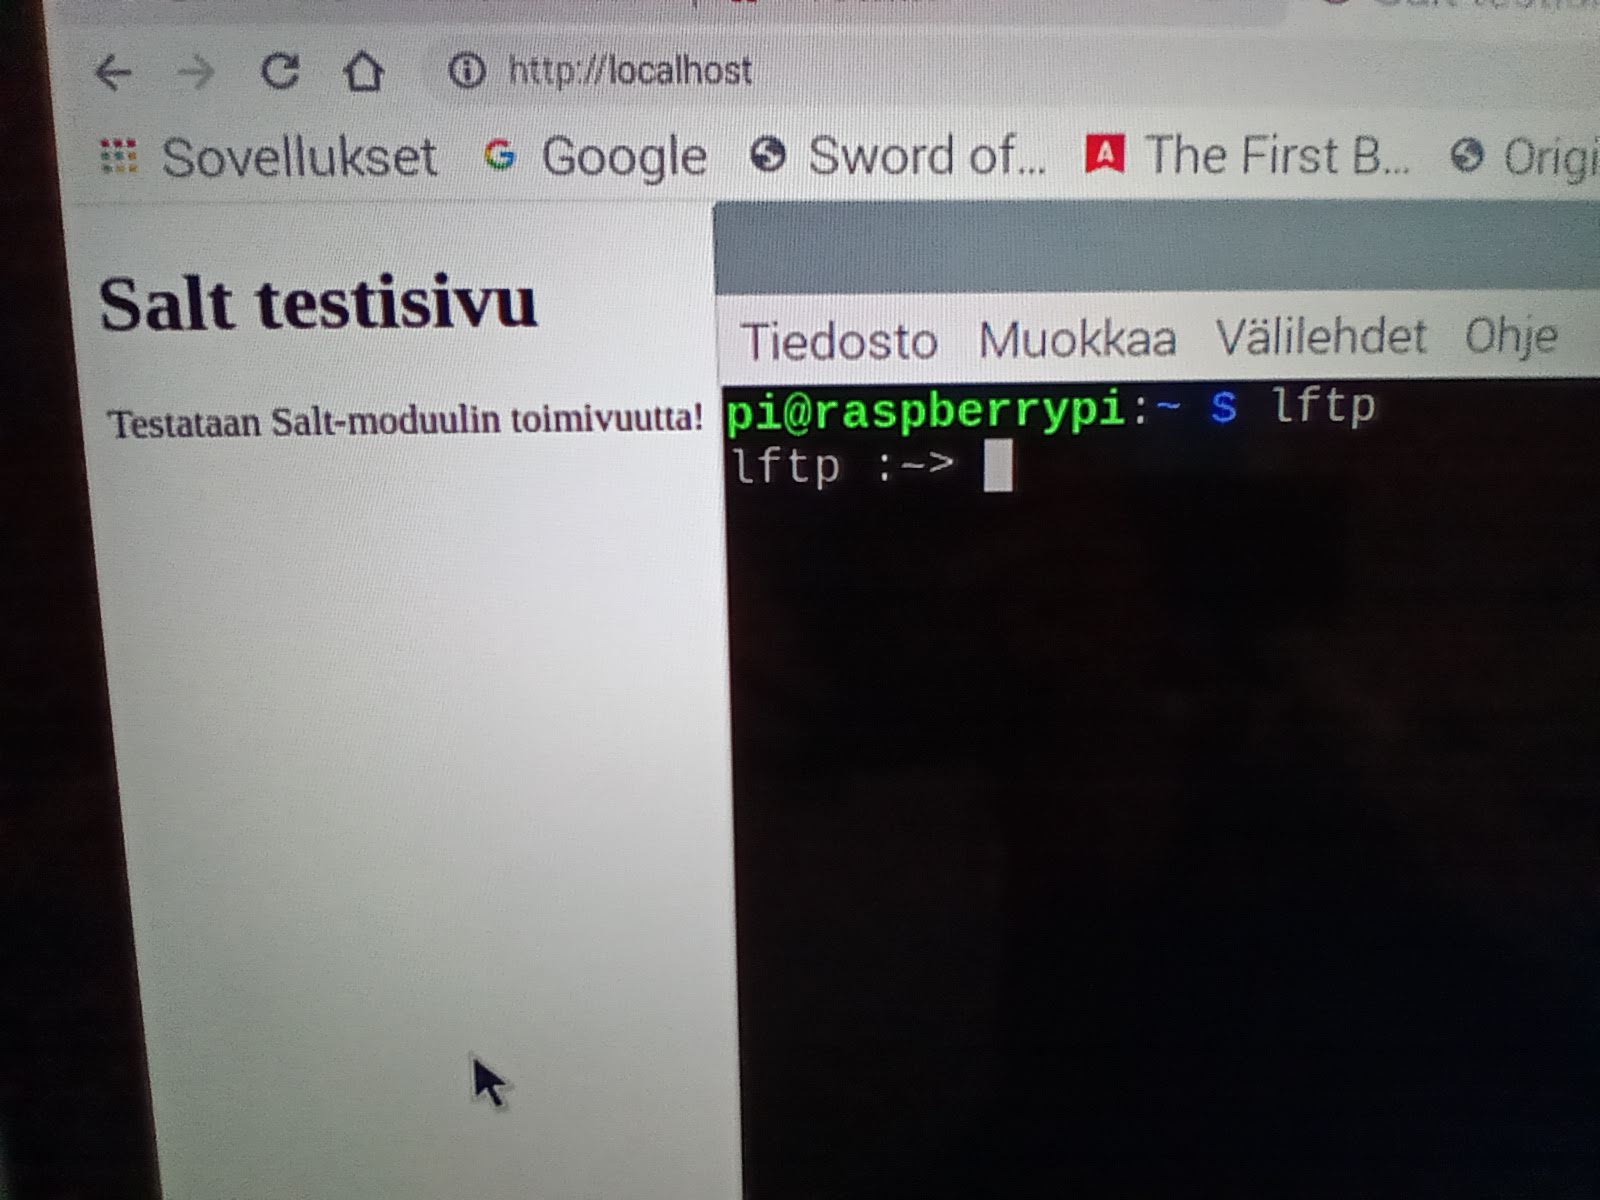 http://localhost
Sovellukset Google Sword of... The First B... Origi
Salt testisivu
Testataan Salt-moduulin toimivuutta!
Tiedosto Muokkaa Välilehdet Ohje
pi@raspberrypi:~ $ lftp
lftp :~>